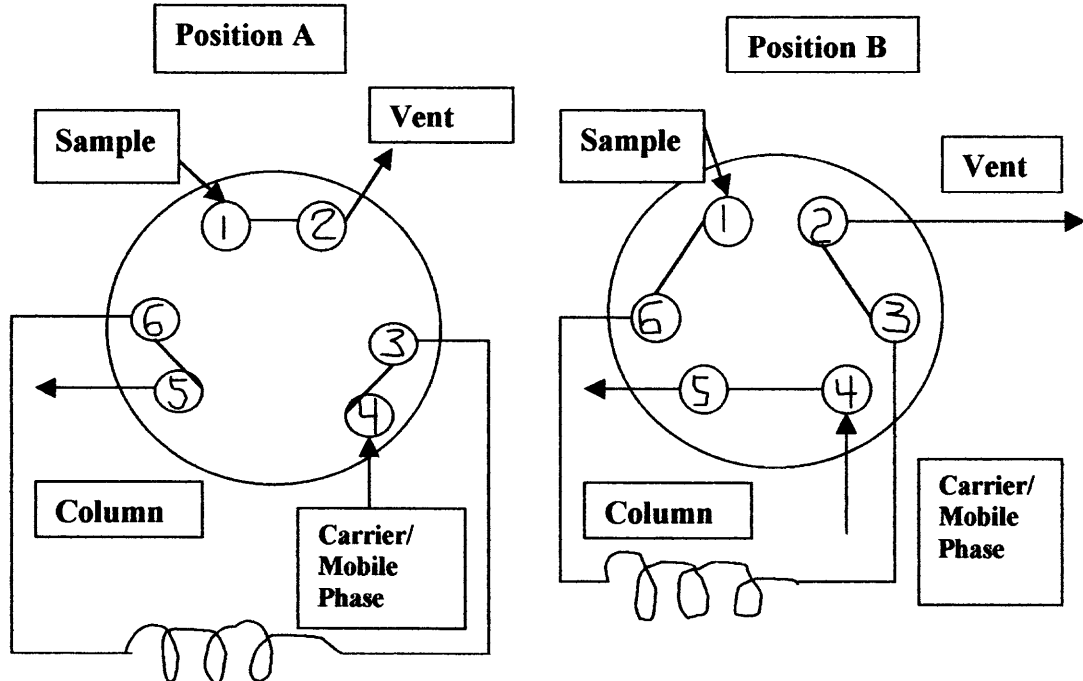 Position A
Sample
Vent
1
2
6
3
5
4
Column
Carrier/
Mobile
Phase
Position B
Sample
Vent
1
2
6
3
5
4
Column
Carrier/
Mobile
Phase